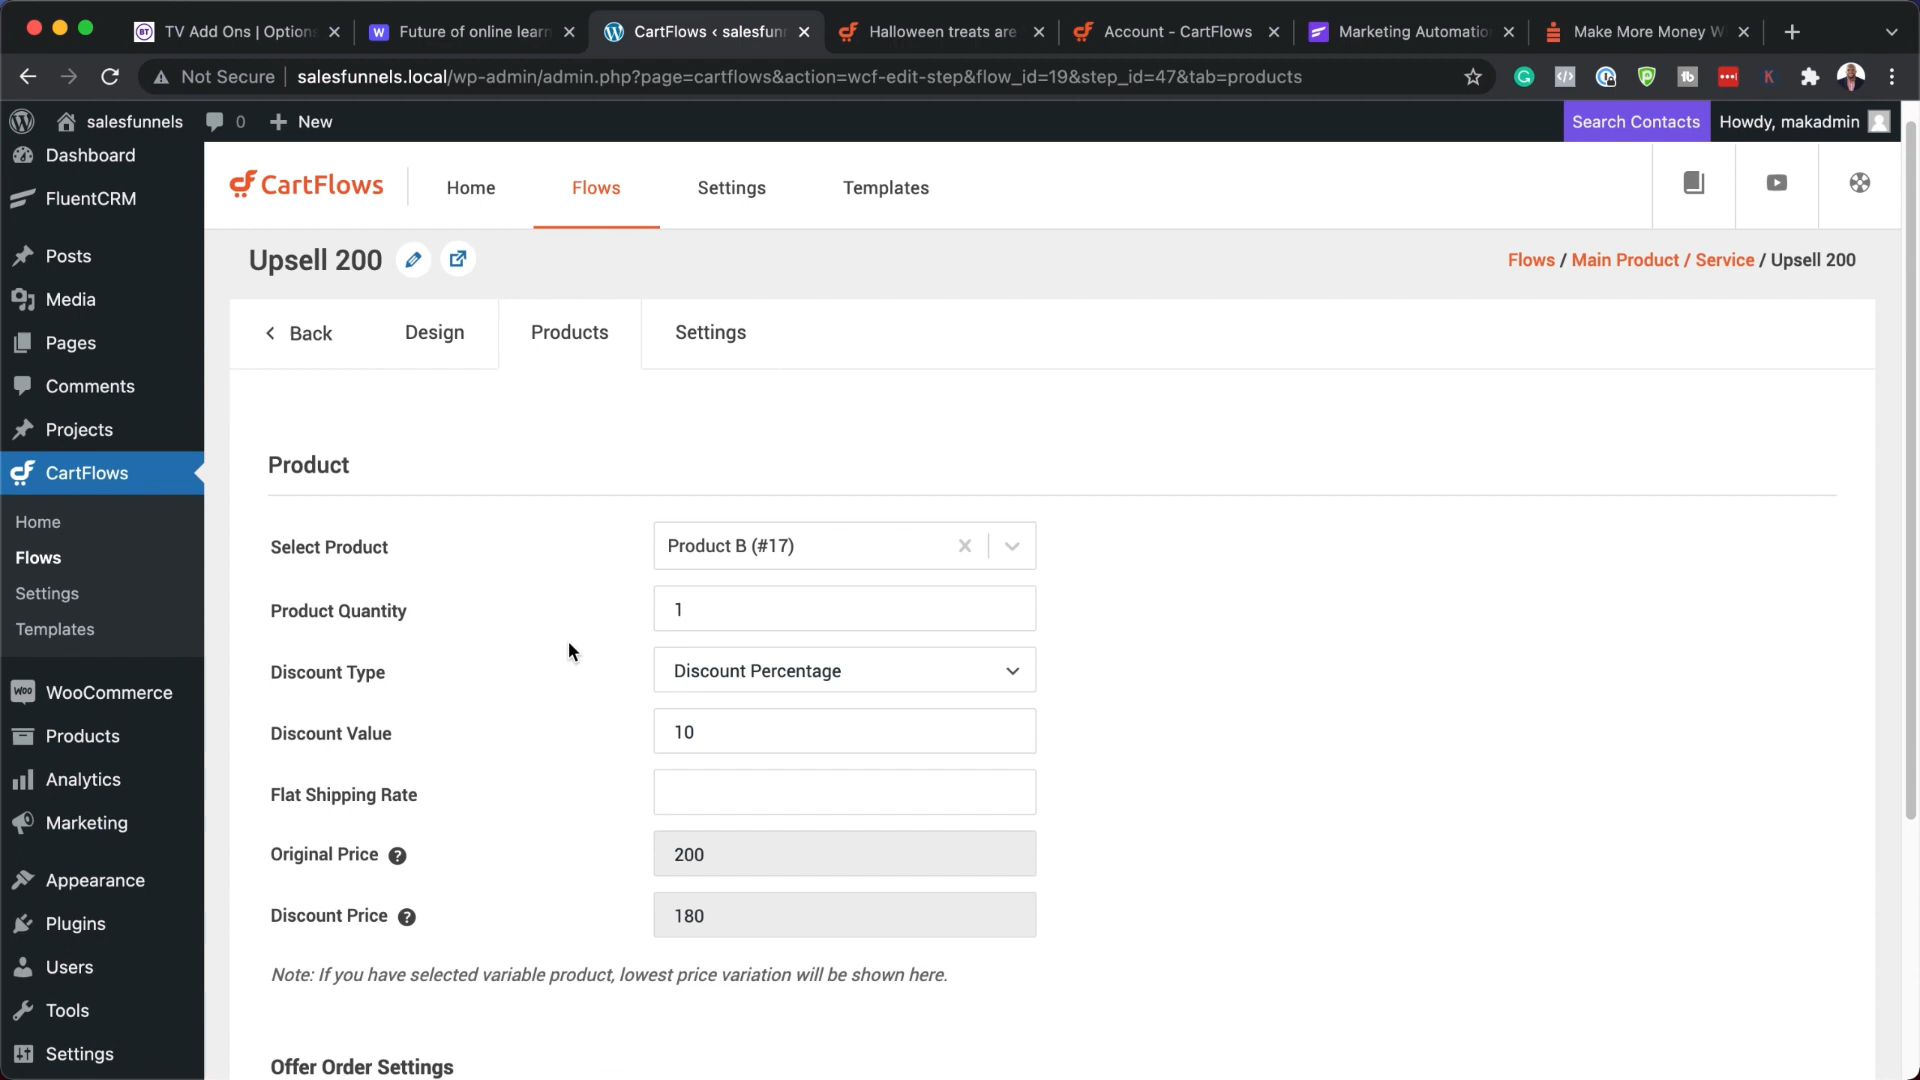 TV Add Ons | Options
Future of online learn
CartFlows ‹ salesfunn
Halloween treats are
Account - CartFlows
Marketing Automatio
Make More Money W
Not Secure
salesfunnels.local/wp-admin/admin.php?page=cartflows&action=wcf-edit-step&flow_id=19&step_id=47&tab=products
salesfunnels
0
New
Search Contacts
Howdy, makadmin
Dashboard
FluentCRM
Posts
Media
Pages
Comments
Projects
CartFlows
Home
Flows
Settings
Templates
WooCommerce
Products
Analytics
Marketing
Appearance
Plugins
Users
Tools
Settings
CartFlows
Home
Flows
Settings
Templates
Upsell 200
Flows / Main Product / Service / Upsell 200
Back
Design
Products
Settings
Product
Select Product
Product B (#17)
Product Quantity
1
Discount Type
Discount Percentage
Discount Value
10
Flat Shipping Rate
Original Price
200
Discount Price
180
Note: If you have selected variable product, lowest price variation will be shown here.
Offer Order Settings